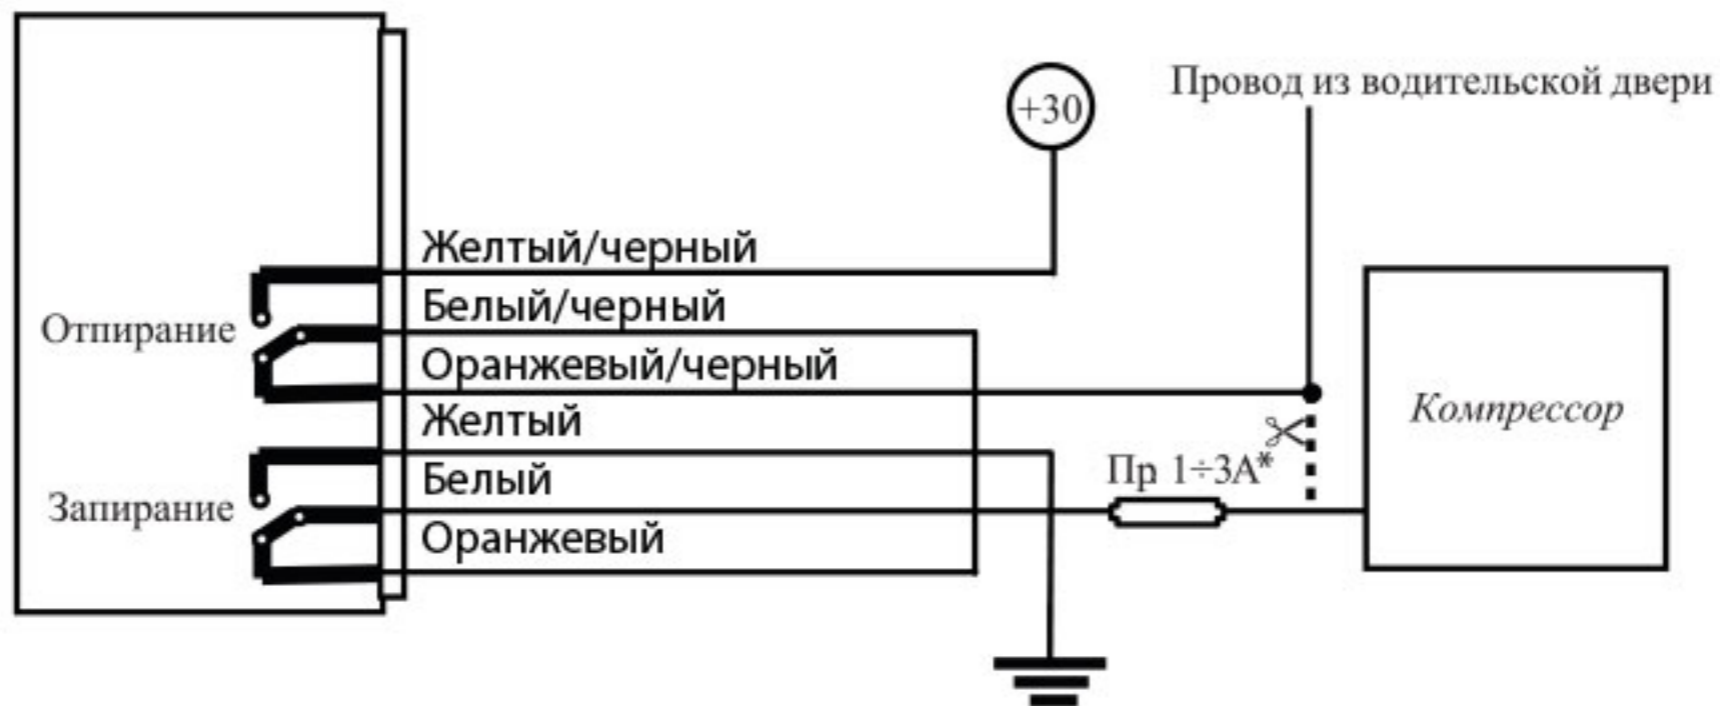 +30
Провод из водительской двери
Желтый/черный
Белый/черный
Отпирание
Оранжевый/черный
Желтый
Компрессор
Пр 1÷3А*
Белый
Запирание
Оранжевый